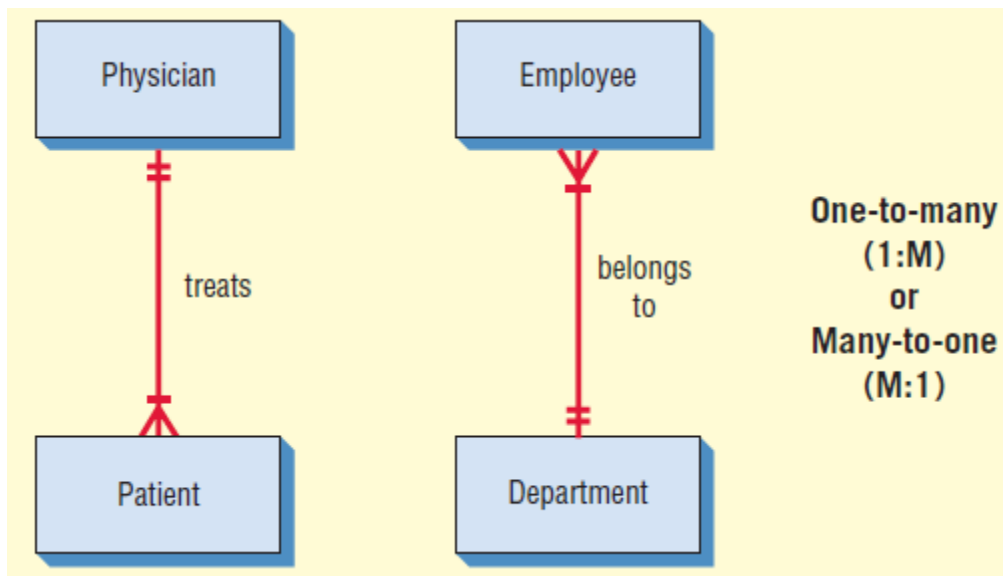 Physician
Employee
treats
belongs
to
One-to-many
(1:M)
or
Many-to-one
(M:1)
Patient
Department